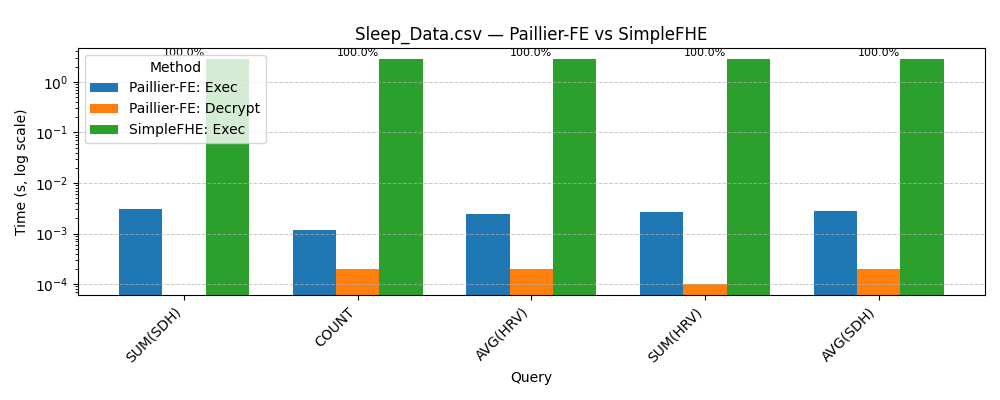 Sleep_Data.csv — Paillier-FE vs SimpleFHE
100.0% 100.0% 100.0% 100.0% 100.0%
Method
Paillier-FE: Exec
Paillier-FE: Decrypt
SimpleFHE: Exec
Time (s, log scale)
10⁰
10⁻¹
10⁻²
10⁻³
10⁻⁴
SUM(SDH) COUNT AVG(HRV) SUM(HRV) AVG(SDH)
Query